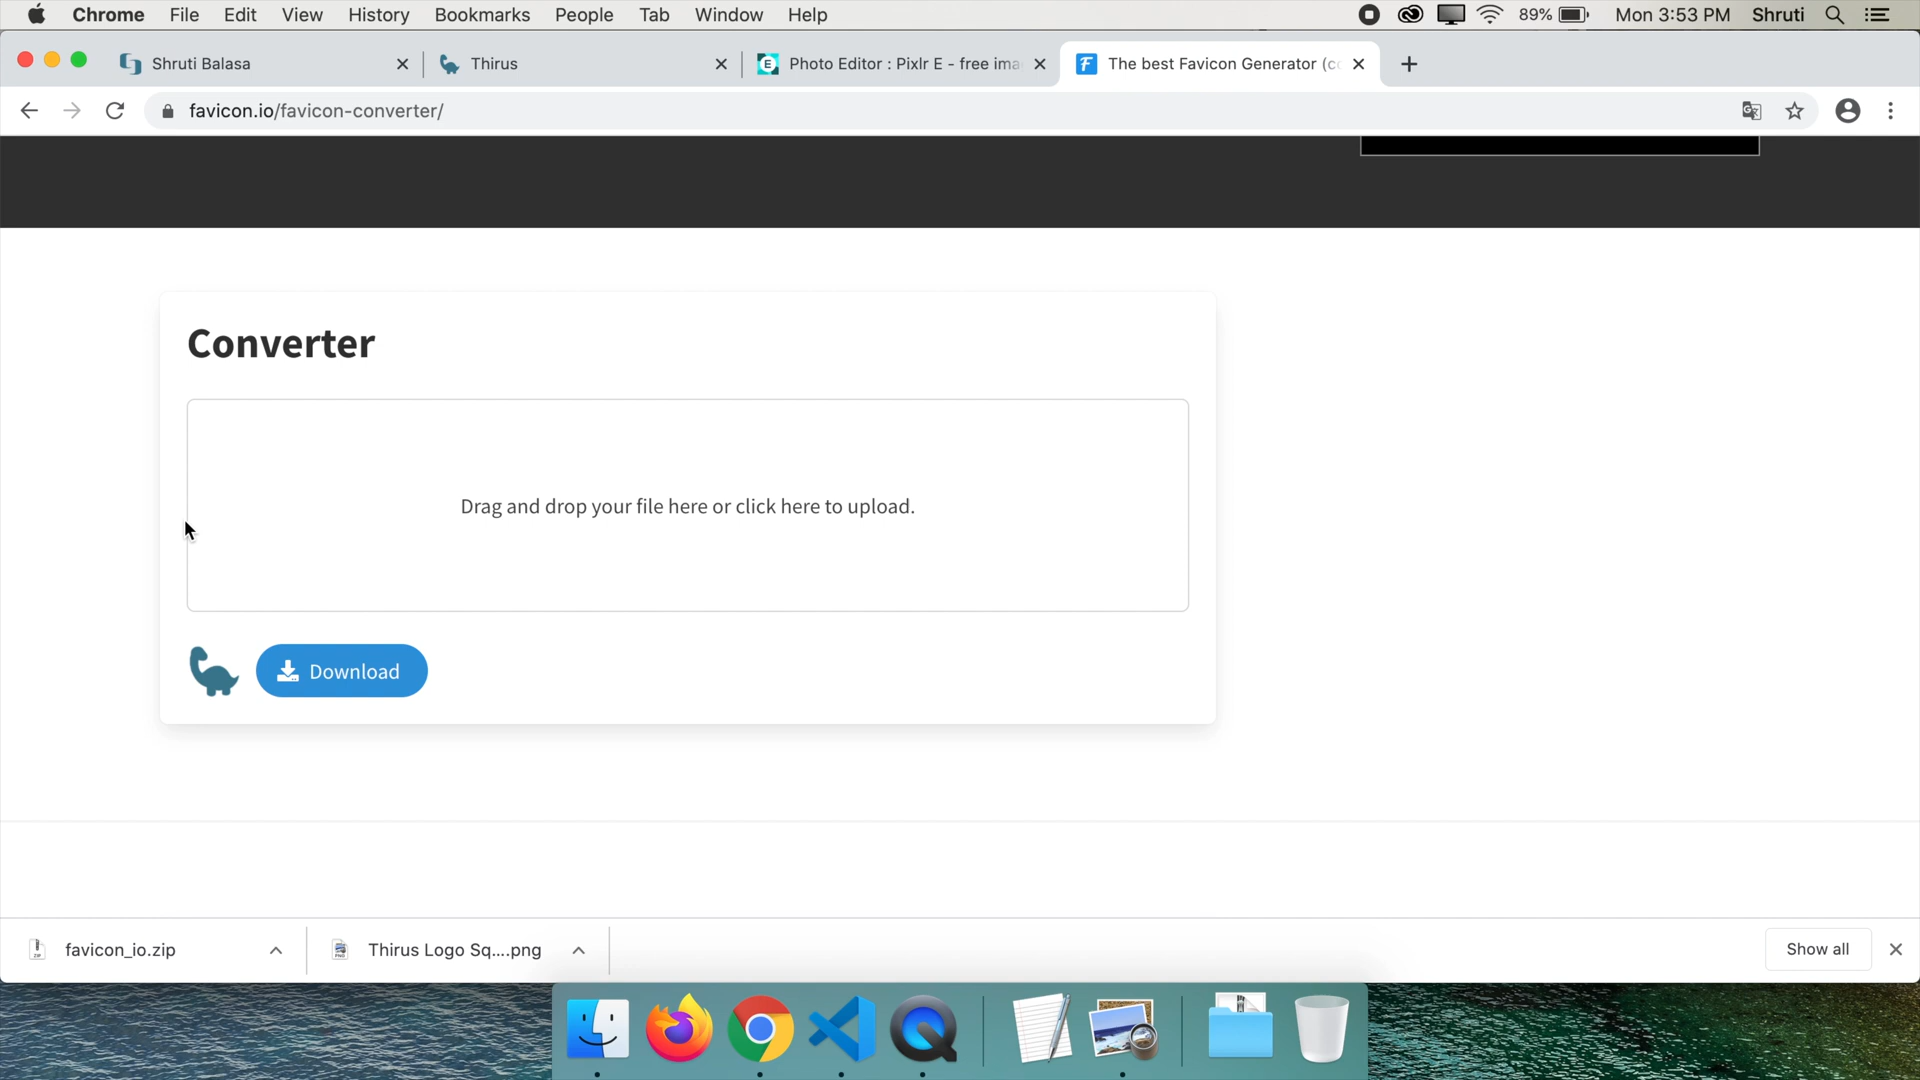 Chrome File Edit View History Bookmarks People Tab Window Help 89% Mon 3:53 PM Shruti
Shruti Balasa Thirus Photo Editor : Pixlr E - free ima The best Favicon Generator (co
favicon.io/favicon-converter/
Converter
Drag and drop your file here or click here to upload.
Download
favicon_io.zip Thirus Logo Sq....png Show all